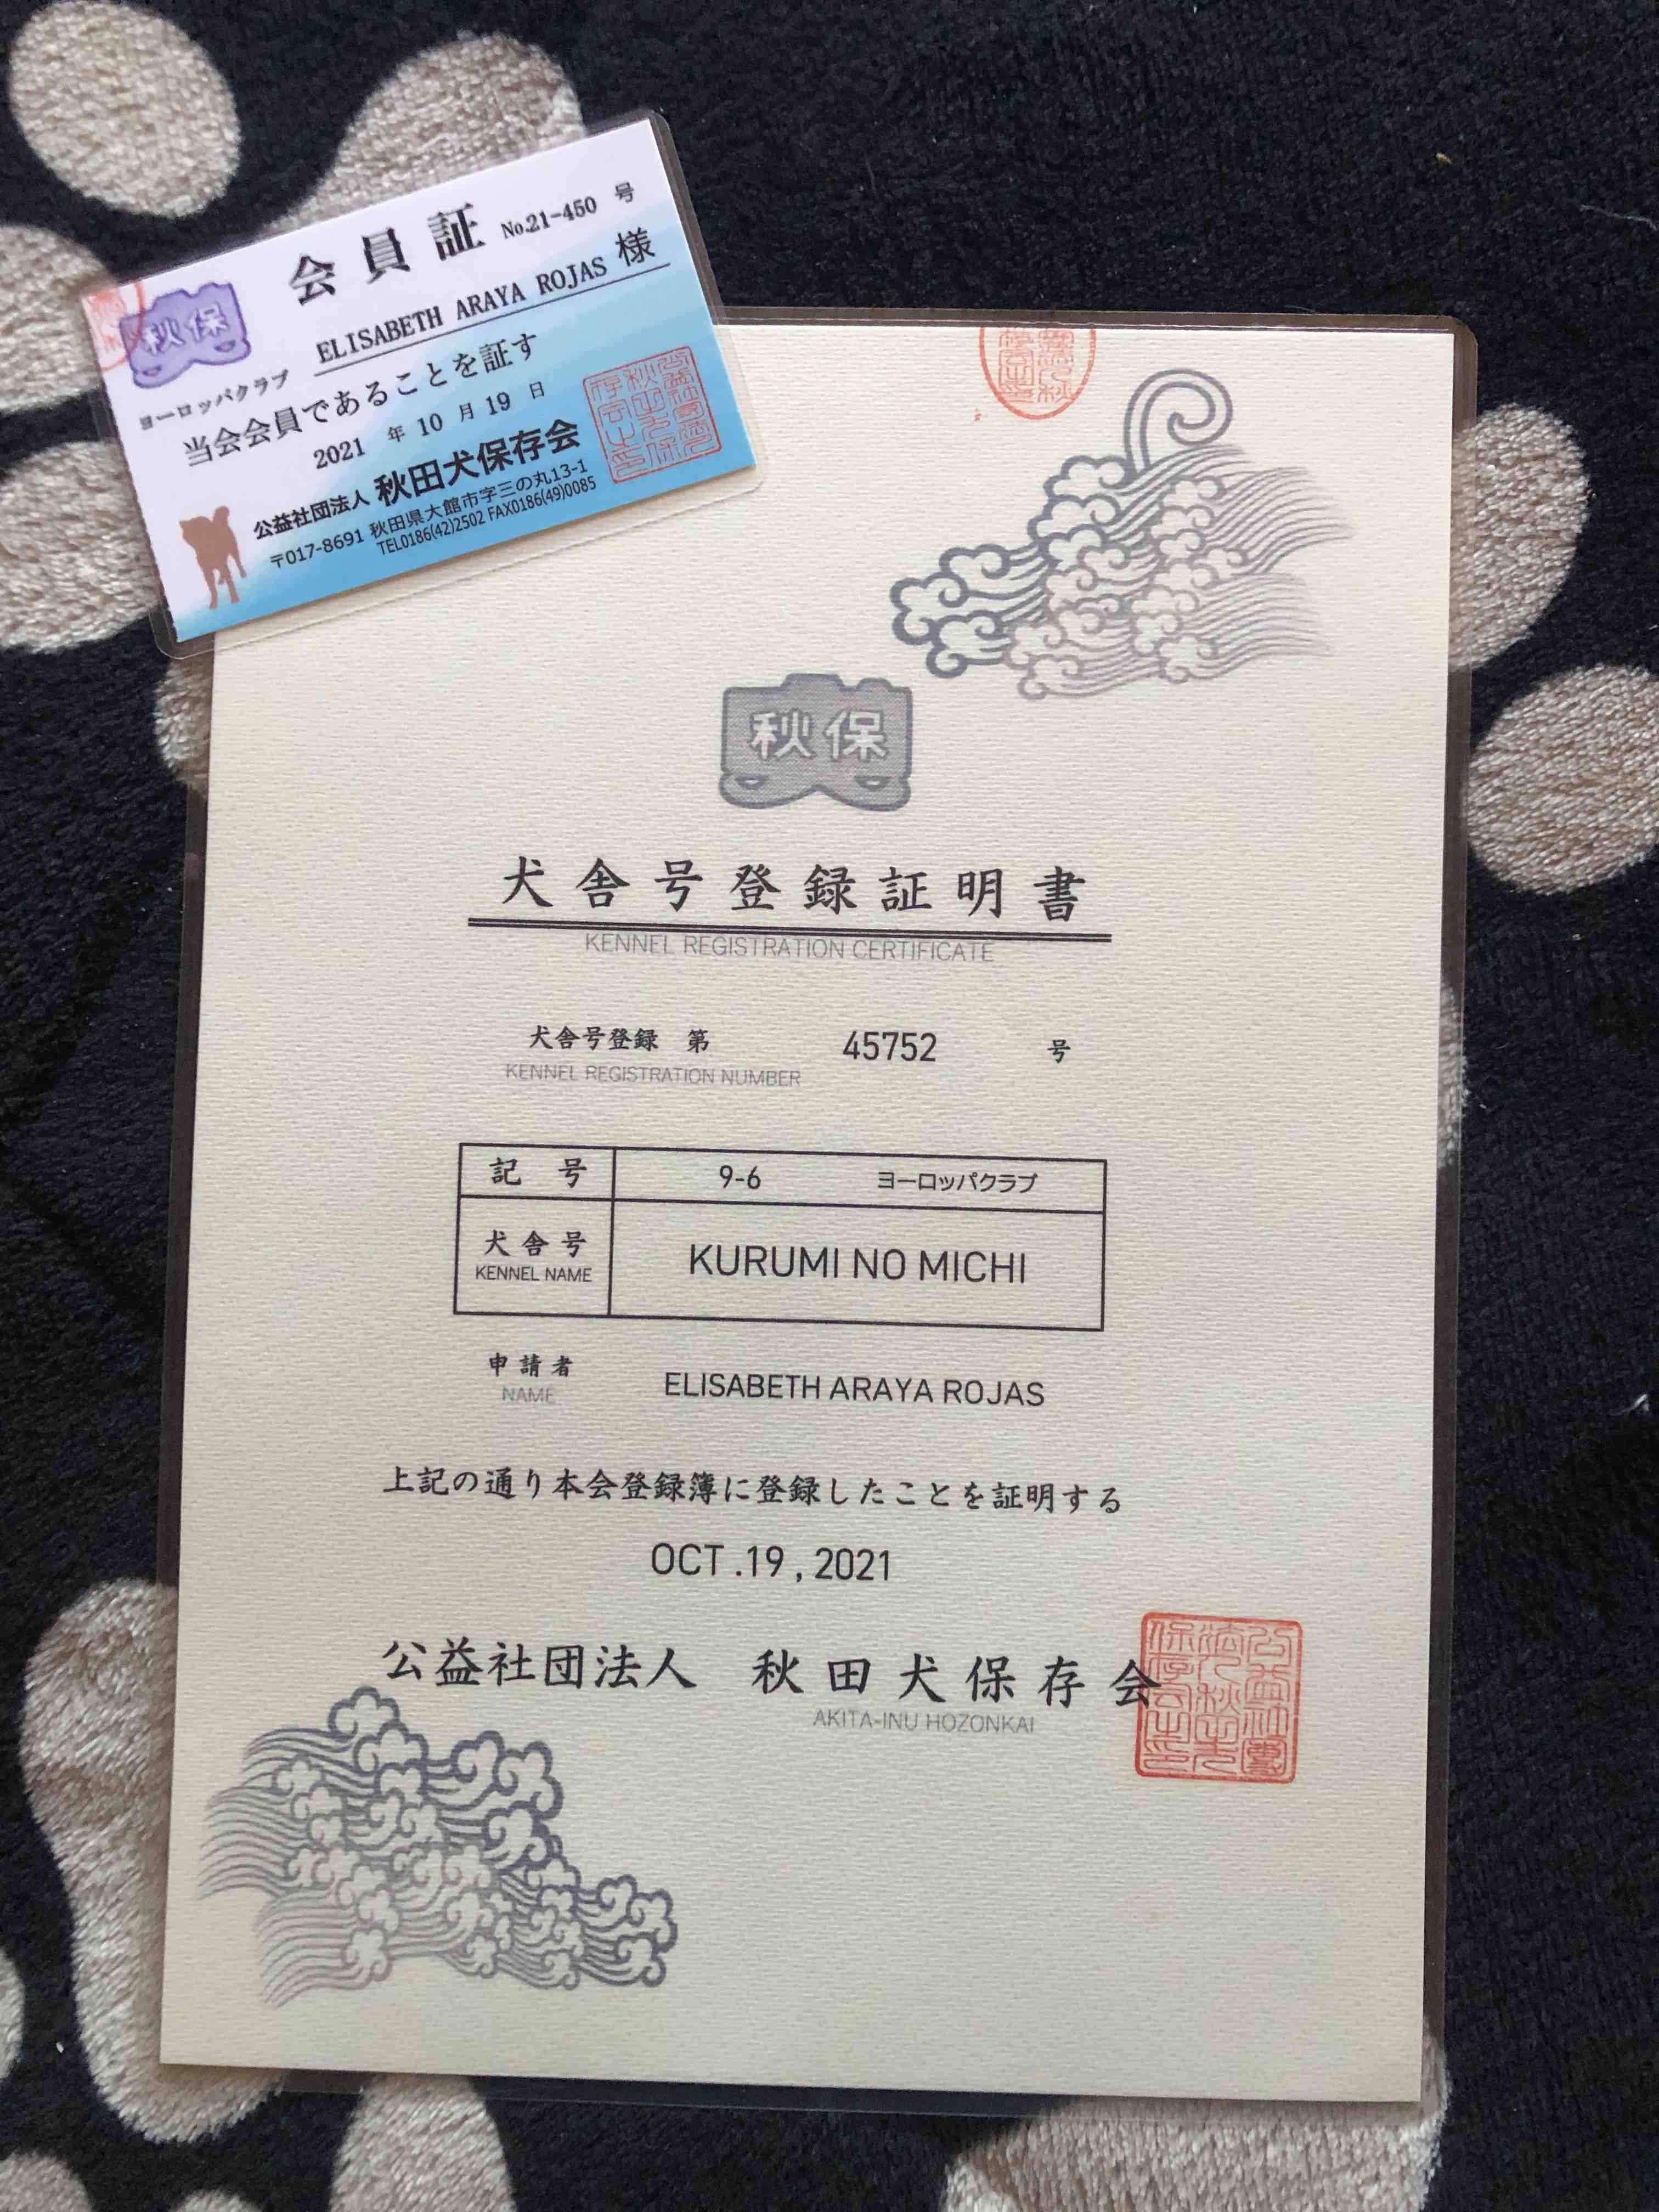 会員証 No.21-450 号
秋保
ELISABETH ARAYA ROJAS 様
ヨーロッパクラブ
当会会員であることを証す
2021 年 10 月 19 日
公益社団法人 秋田犬保存会
〒017-8691 秋田県大館市字三の丸13-1
TEL0186(42)2502 FAX0186(49)0085
秋保
犬舎号登録証明書
KENNEL REGISTRATION CERTIFICATE
犬舎号登録 第 45752 号
KENNEL REGISTRATION NUMBER
記号 9-6 ヨーロッパクラブ
犬舎号 KURUMI NO MICHI
KENNEL NAME
申請者 ELISABETH ARAYA ROJAS
NAME
上記の通り本会登録簿に登録したことを証明する
OCT.19,2021
公益社団法人 秋田犬保存会
AKITA-INU HOZONKAI